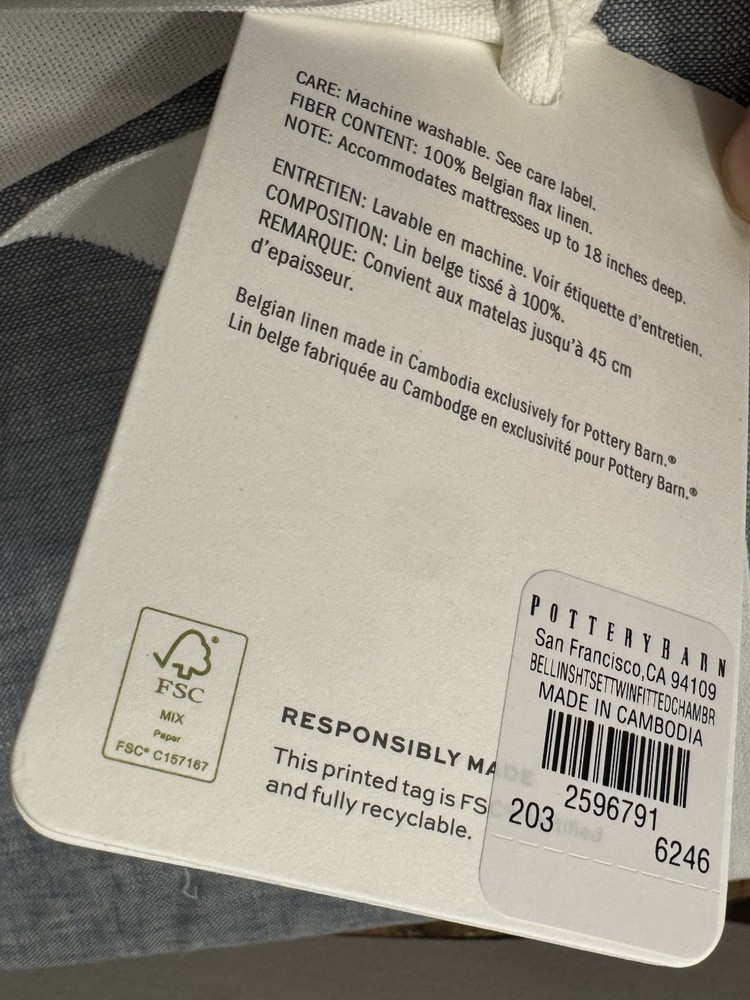 CARE: Machine washable. See care label.
FIBER CONTENT: 100% Belgian flax linen.
NOTE: Accommodates mattresses up to 18 inches deep.
ENTRETIEN: Lavable en machine. Voir étiquette d'entretien.
COMPOSITION: Lin belge tissé à 100%.
REMARQUE: Convient aux matelas jusqu'à 45 cm
d'epaisseur.
Belgian linen made in Cambodia exclusively for Pottery Barn.®
Lin belge fabriquée au Cambodge en exclusivité pour Pottery Barn.®
FSC
MIX
Paper
FSC® C157167
RESPONSIBLY MADE
This printed tag is FSC certified
and fully recyclable.
POTTERYBARN
San Francisco,CA 94109
BELLINSHTSETTWINFITTEDCHAMBR
MADE IN CAMBODIA
2596791
203
6246